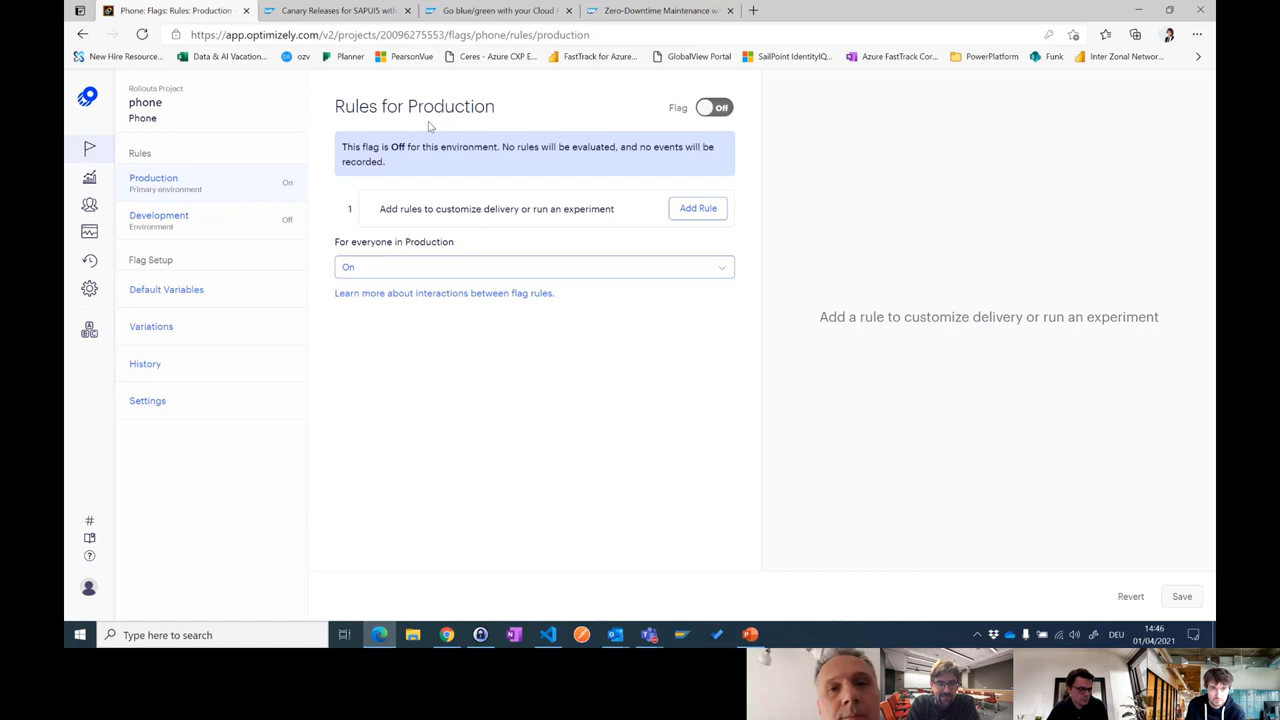 Phone: Flags: Rules: Production -
Canary Releases for SAPUI5 with
Go blue/green with your Cloud F
Zero-Downtime Maintenance wi
https://app.optimizely.com/v2/projects/20096275553/flags/phone/rules/production
New Hire Resource...
Data & AI Vacation...
ozv
Planner
PearsonVue
Ceres - Azure CXP E...
FastTrack for Azure...
GlobalView Portal
SailPoint IdentityIQ...
Azure FastTrack Cor...
PowerPlatform
Funk
Inter Zonal Networ...
Rollouts Project
phone
Phone
Rules
Production
Primary environment
On
Development
Environment
Off
Flag Setup
Default Variables
Variations
History
Settings
Rules for Production
Flag
Off
This flag is Off for this environment. No rules will be evaluated, and no events will be
recorded.
1
Add rules to customize delivery or run an experiment
Add Rule
For everyone in Production
On
Learn more about interactions between flag rules.
Add a rule to customize delivery or run an experiment
Revert
Save
Type here to search
DEU
14:46
01/04/2021